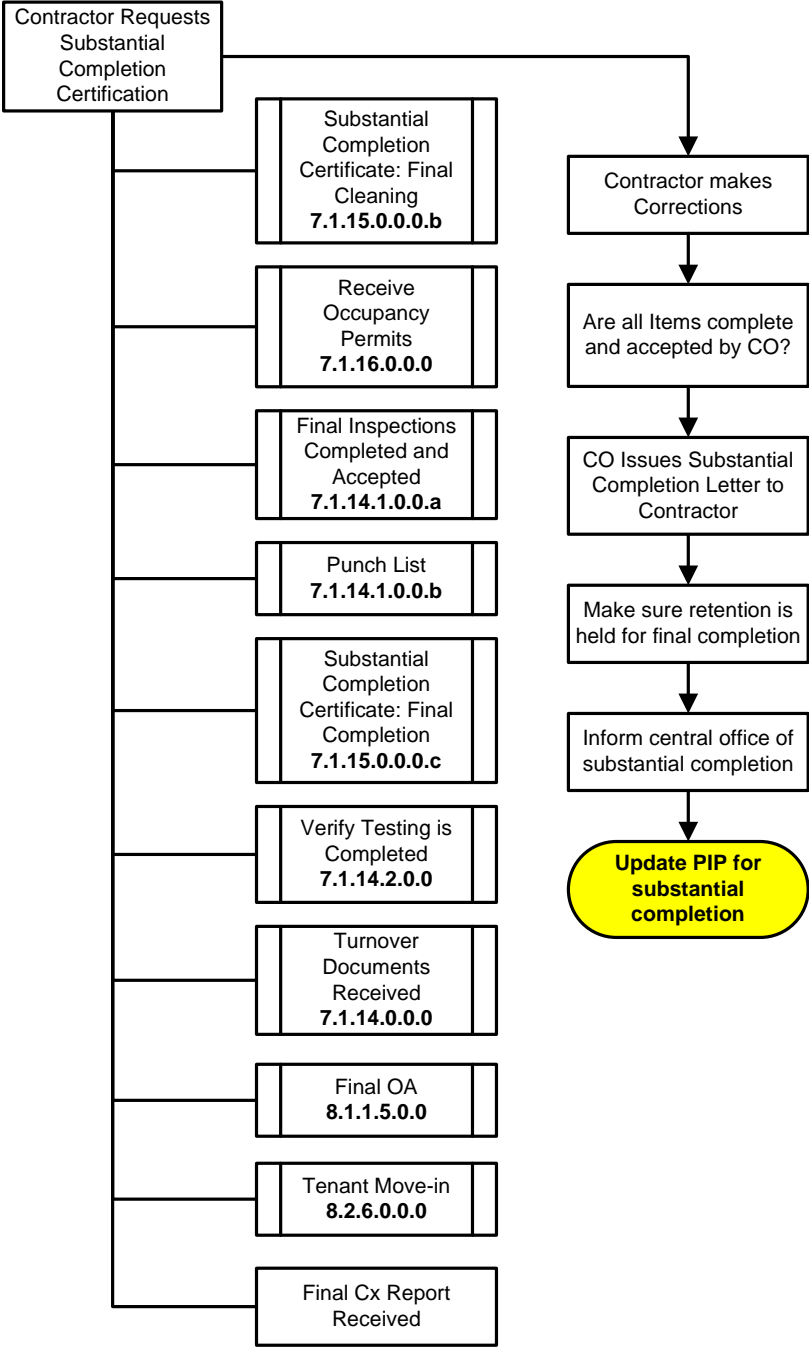 Contractor Requests
Substantial
Completion
Certification
Substantial
Completion
Certificate: Final
Cleaning
7.1.15.0.0.0.b
Receive
Occupancy
Permits
7.1.16.0.0.0
Final Inspections
Completed and
Accepted
7.1.14.1.0.0.a
Punch List
7.1.14.1.0.0.b
Substantial
Completion
Certificate: Final
Completion
7.1.15.0.0.0.c
Verify Testing is
Completed
7.1.14.2.0.0
Turnover
Documents
Received
7.1.14.0.0.0
Final OA
8.1.1.5.0.0
Tenant Move-in
8.2.6.0.0.0
Final Cx Report
Received
Contractor makes
Corrections
Are all Items complete
and accepted by CO?
CO Issues Substantial
Completion Letter to
Contractor
Make sure retention is
held for final completion
Inform central office of
substantial completion
Update PIP for
substantial
completion